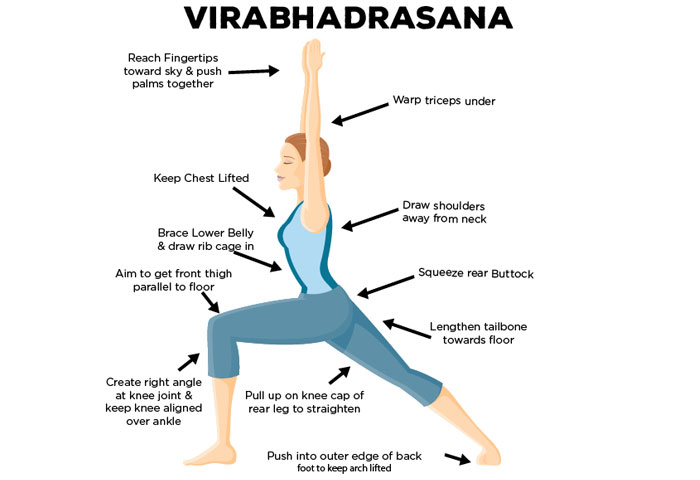 VIRABHADRASANA
Reach Fingertips
toward sky & push
palms together
Warp triceps under
Keep Chest Lifted
Draw shoulders
away from neck
Brace Lower Belly
& draw rib cage in
Aim to get front thigh
parallel to floor
Squeeze rear Buttock
Lengthen tailbone
towards floor
Create right angle
at knee joint &
keep knee aligned
over ankle
Pull up on knee cap of
rear leg to straighten
Push into outer edge of back
foot to keep arch lifted